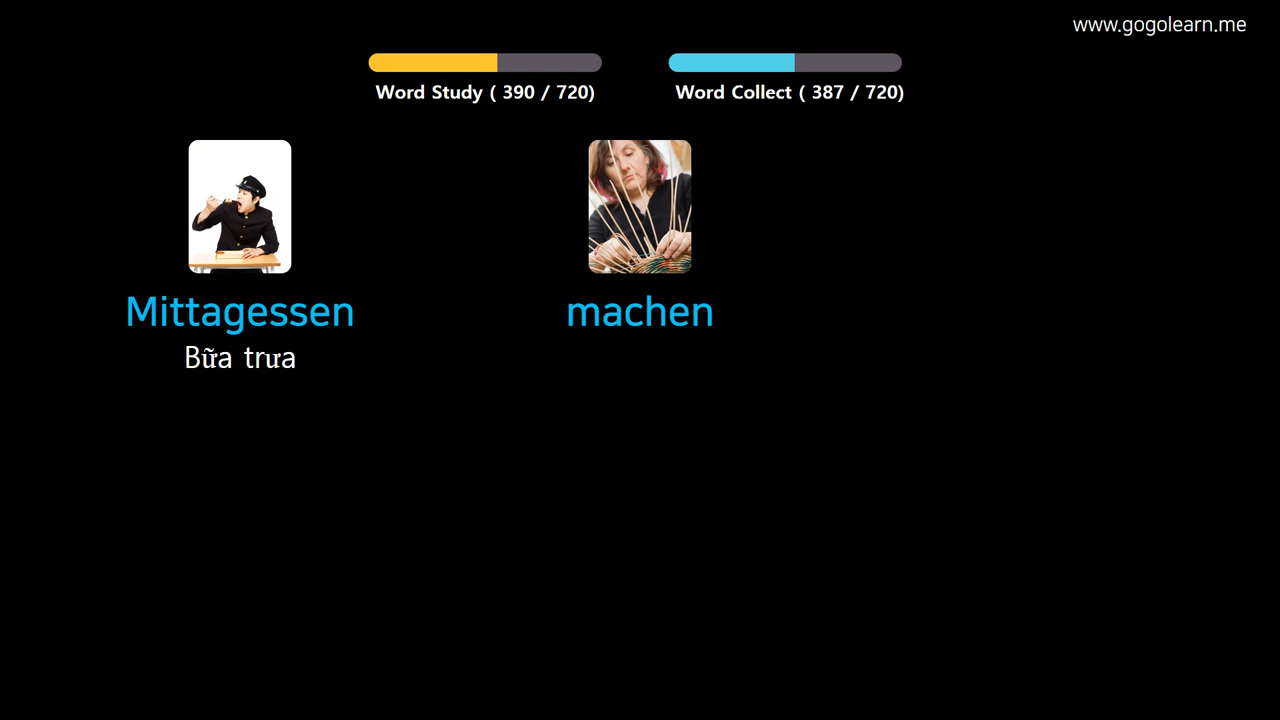 www.gogolearn.me
Word Study ( 390 / 720)
Word Collect ( 387 / 720)
Mittagessen
Bữa trưa
machen